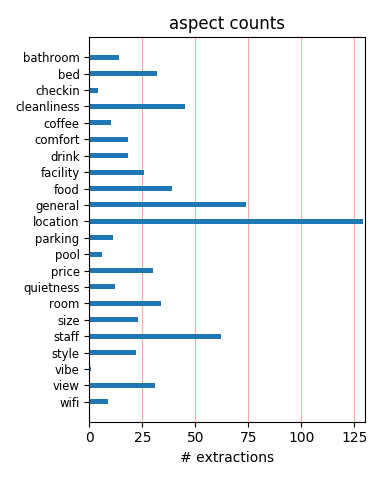 aspect counts
bathroom
bed
checkin
cleanliness
coffee
comfort
drink
facility
food
general
location
parking
pool
price
quietness
room
size
staff
style
vibe
view
wifi
0 25 50 75 100 125
# extractions